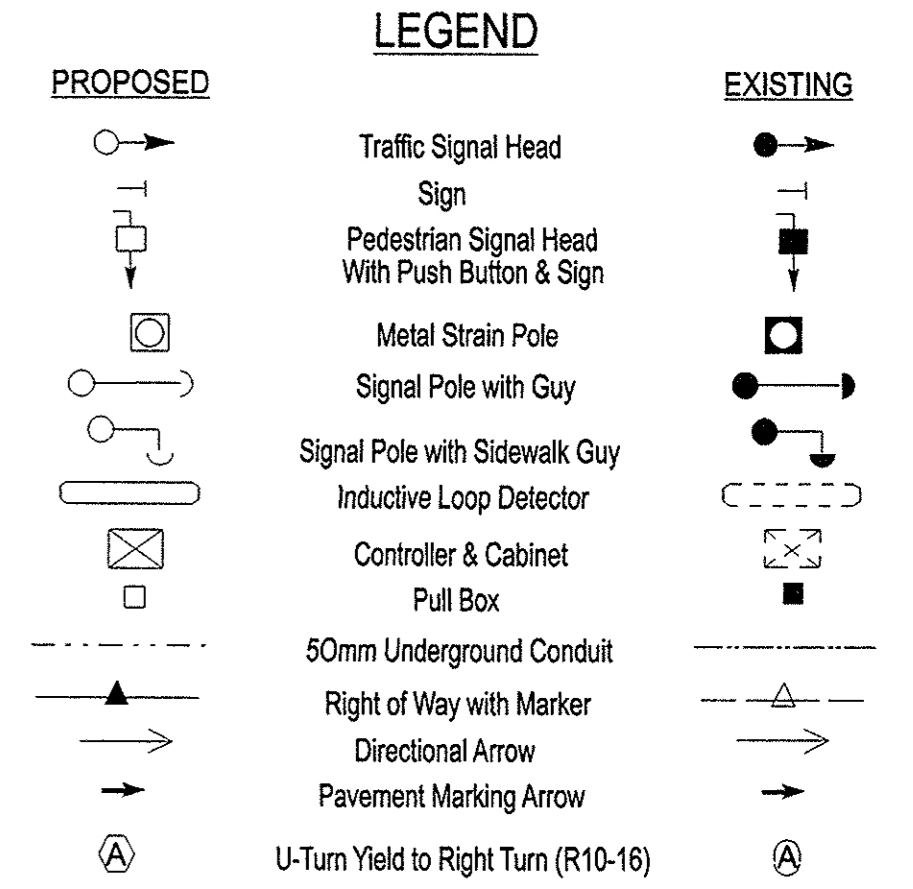 LEGEND
PROPOSED
EXISTING
Traffic Signal Head
Sign
Pedestrian Signal Head
With Push Button & Sign
Metal Strain Pole
Signal Pole with Guy
Signal Pole with Sidewalk Guy
Inductive Loop Detector
Controller & Cabinet
Pull Box
50mm Underground Conduit
Right of Way with Marker
Directional Arrow
Pavement Marking Arrow
A U-Turn Yield to Right Turn (R10-16) A